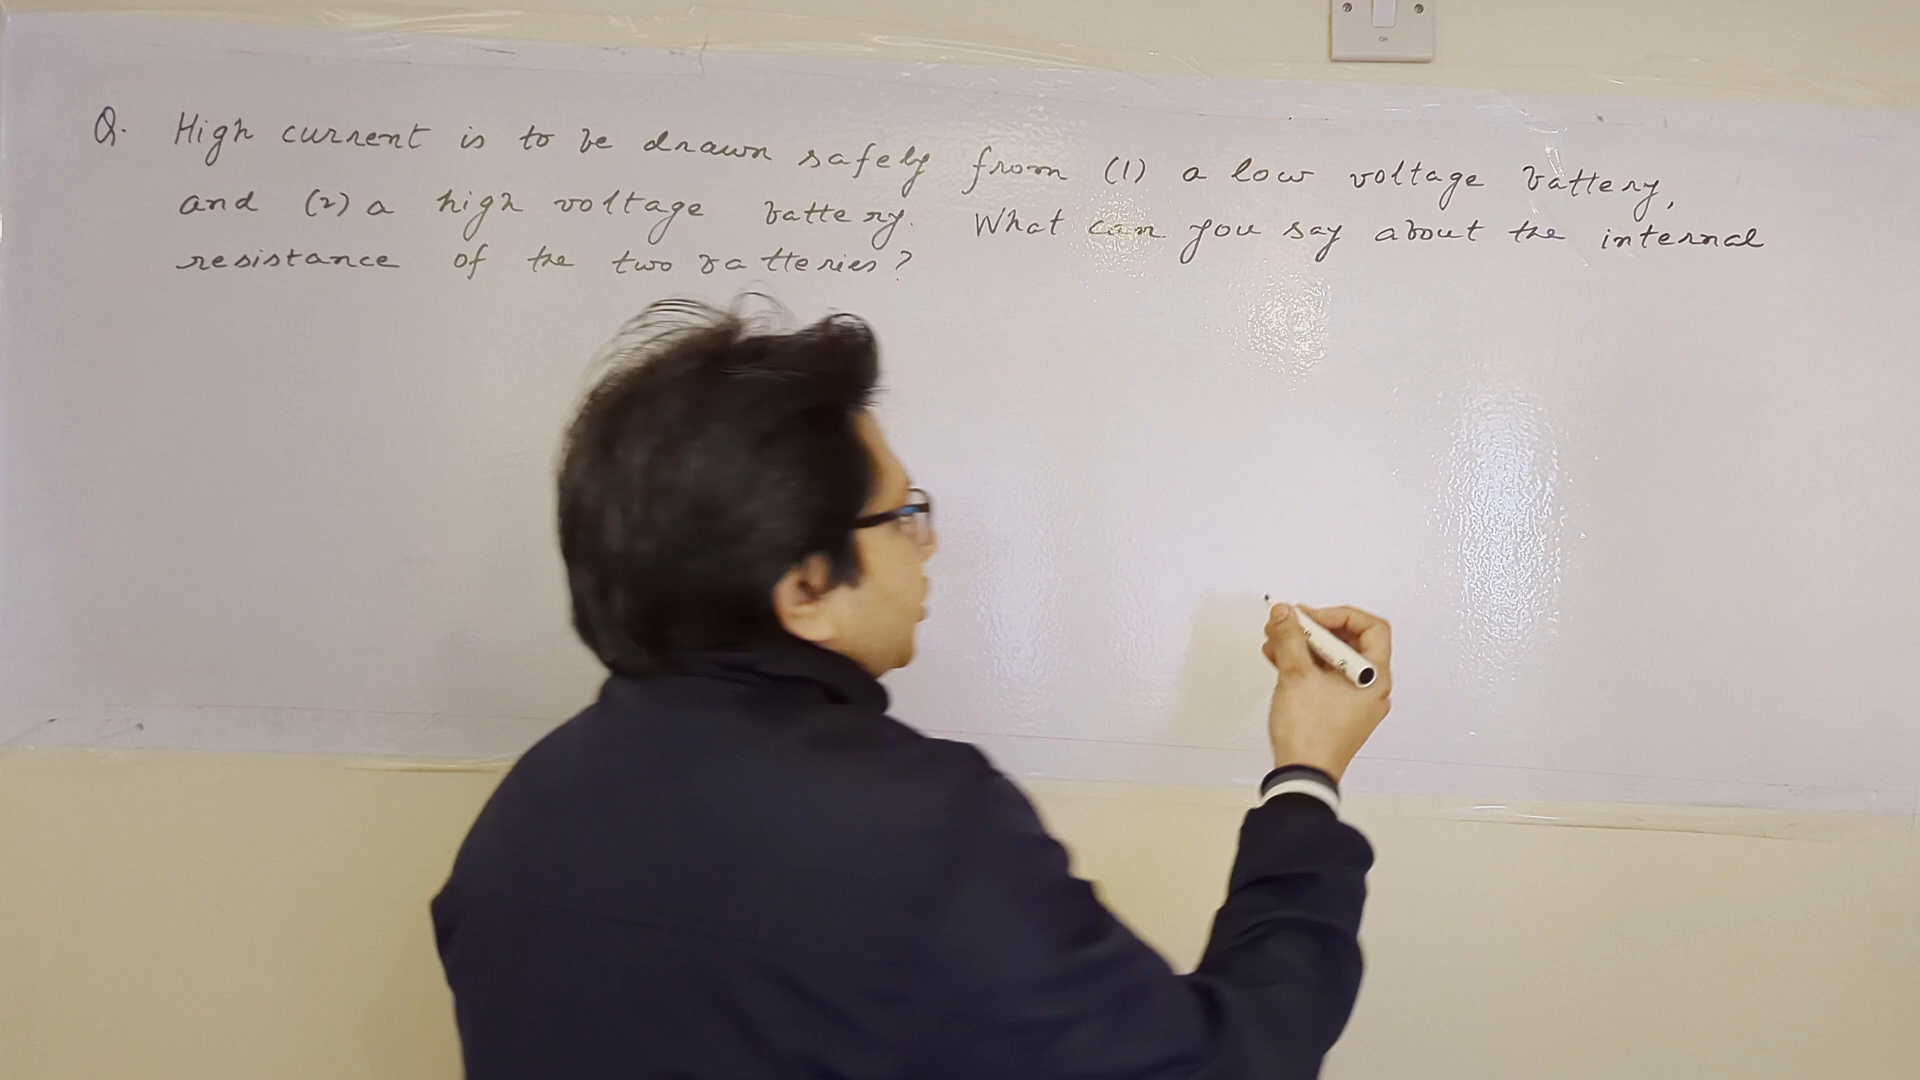 Q. High current is to be drawn safely from (1) a low voltage battery,
and (2) a high voltage battery. What can you say about the internal
resistance of the two batteries?